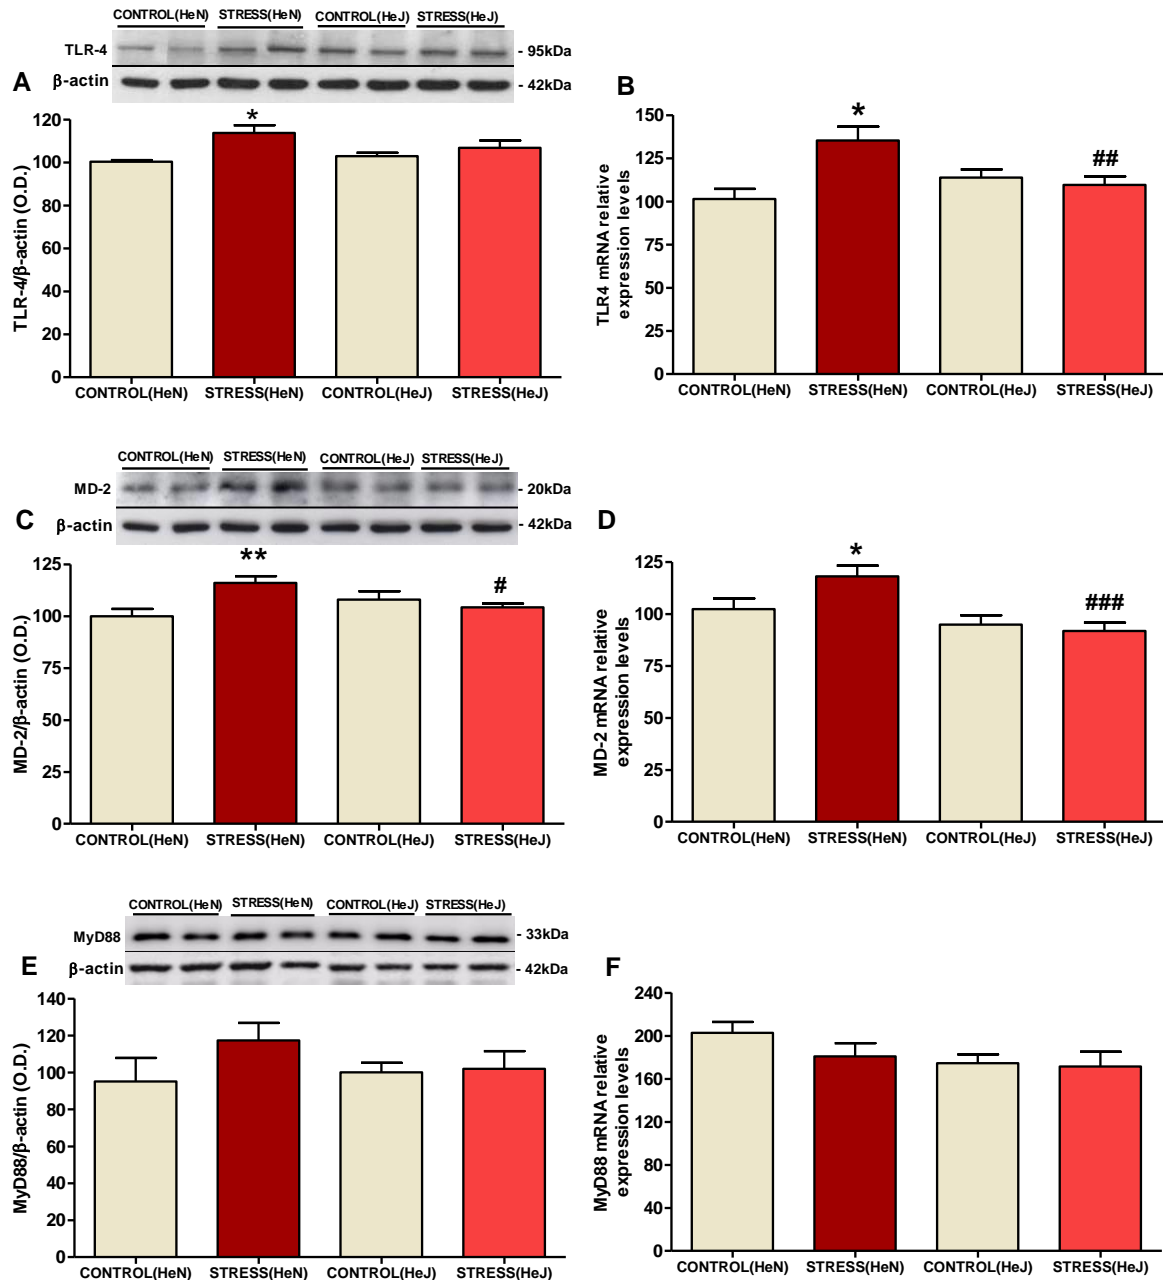 CONTROL(HeN) STRESS(HeN) CONTROL(HeJ) STRESS(HeJ)
TLR-4 - 95kDa
β-actin - 42kDa
A
*
120
100
80
60
40
20
0
TLR-4/β-actin (O.D.)
CONTROL(HeN) STRESS(HeN) CONTROL(HeJ) STRESS(HeJ)
B
*
##
150
125
100
75
50
25
0
TLR4 mRNA relative
expression levels
CONTROL(HeN) STRESS(HeN) CONTROL(HeJ) STRESS(HeJ)
CONTROL(HeN) STRESS(HeN) CONTROL(HeJ) STRESS(HeJ)
MD-2 - 20kDa
β-actin - 42kDa
C
**
#
125
100
75
50
25
0
MD-2/β-actin (O.D.)
CONTROL(HeN) STRESS(HeN) CONTROL(HeJ) STRESS(HeJ)
D
*
###
125
100
75
50
25
0
MD-2 mRNA relative
expression levels
CONTROL(HeN) STRESS(HeN) CONTROL(HeJ) STRESS(HeJ)
CONTROL(HeN) STRESS(HeN) CONTROL(HeJ) STRESS(HeJ)
MyD88 - 33kDa
β-actin - 42kDa
E
140
120
100
80
60
40
20
0
MyD88/β-actin (O.D.)
CONTROL(HeN) STRESS(HeN) CONTROL(HeJ) STRESS(HeJ)
F
240
200
160
120
80
40
0
MyD88 mRNA relative
expression levels
CONTROL(HeN) STRESS(HeN) CONTROL(HeJ) STRESS(HeJ)